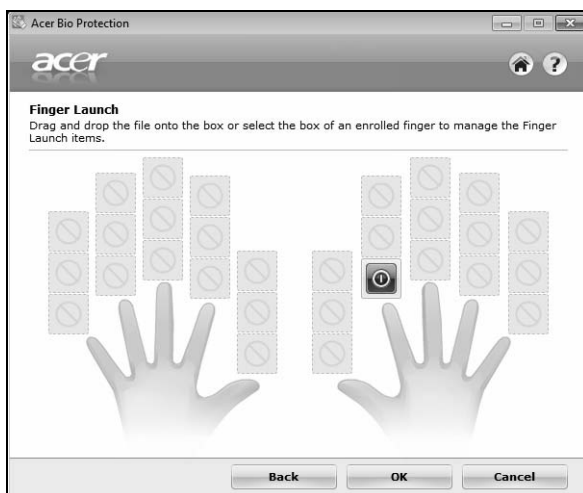 Acer Bio Protection
acer
Finger Launch
Drag and drop the file onto the box or select the box of an enrolled finger to manage the Finger
Launch items.
Back OK Cancel